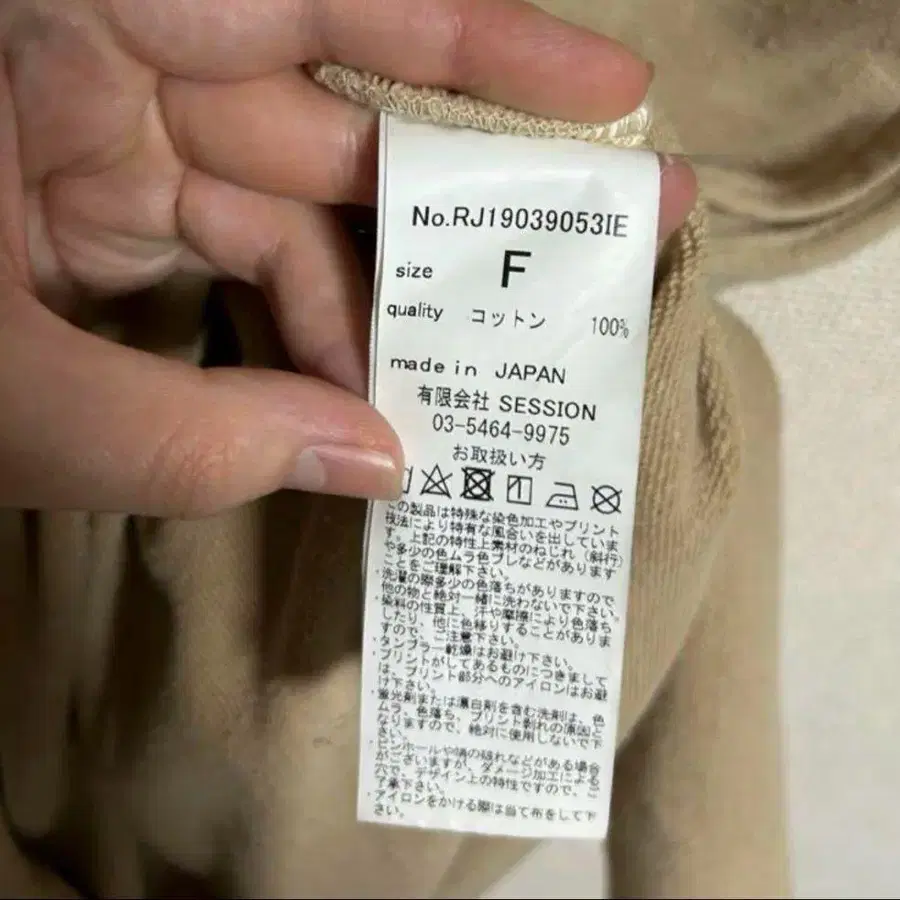 No.RJ19039053IE
size F
quality コットン 100%
made in JAPAN
有限会社 SESSION
03-5464-9975
お取扱い方
この製品は特殊な染色加工やプリント
技法により特有な風合いを出していま
す。上記の特性上素材のねじれ（斜行）
や多少の色ムラ色ブレなどがあります
ことをご理解下さい。
・洗濯の際多少の色落ちがありますので、
他の物と絶対一緒に洗わないで下さい。
・染料の性質上、汗や摩擦により色落ち
したり、他に色移りすることがありま
すので、ご注意下さい。
・タンブラー乾燥はお避け下さい。
・プリントがしてあるものにつきまして
は、プリント部分へのアイロンはお避
け下さい。
・蛍光剤または漂白剤を含む洗剤は、色
ムラ、色落ち、プリント剥れの原因と
なりますので、絶対に使用しないで下
さい。
・ピンホールや傾の破れなどがある場合
がございますが、ダメージ加工による
穴で、デザイン上の特性ですので、ご
了承下さい。
・アイロンをかける際は当て布をして下
さい。